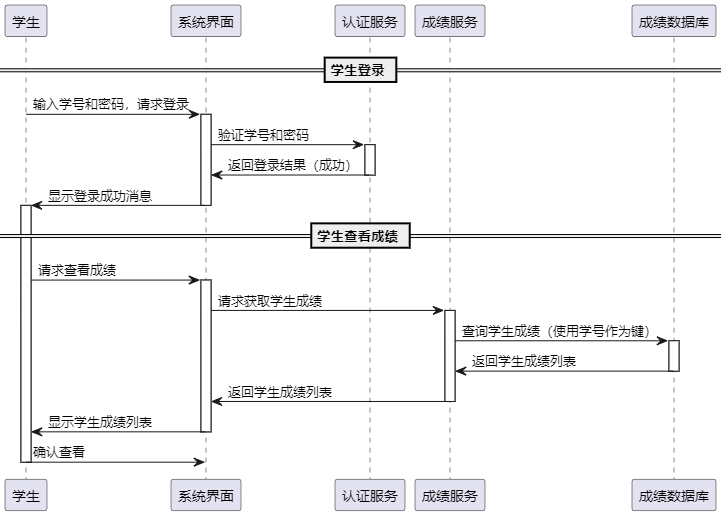 学生 系统界面 认证服务 成绩服务 成绩数据库
学生登录
输入学号和密码，请求登录
验证学号和密码
返回登录结果（成功）
显示登录成功消息
学生查看成绩
请求查看成绩
请求获取学生成绩
查询学生成绩（使用学号作为键）
返回学生成绩列表
返回学生成绩列表
显示学生成绩列表
确认查看
学生 系统界面 认证服务 成绩服务 成绩数据库